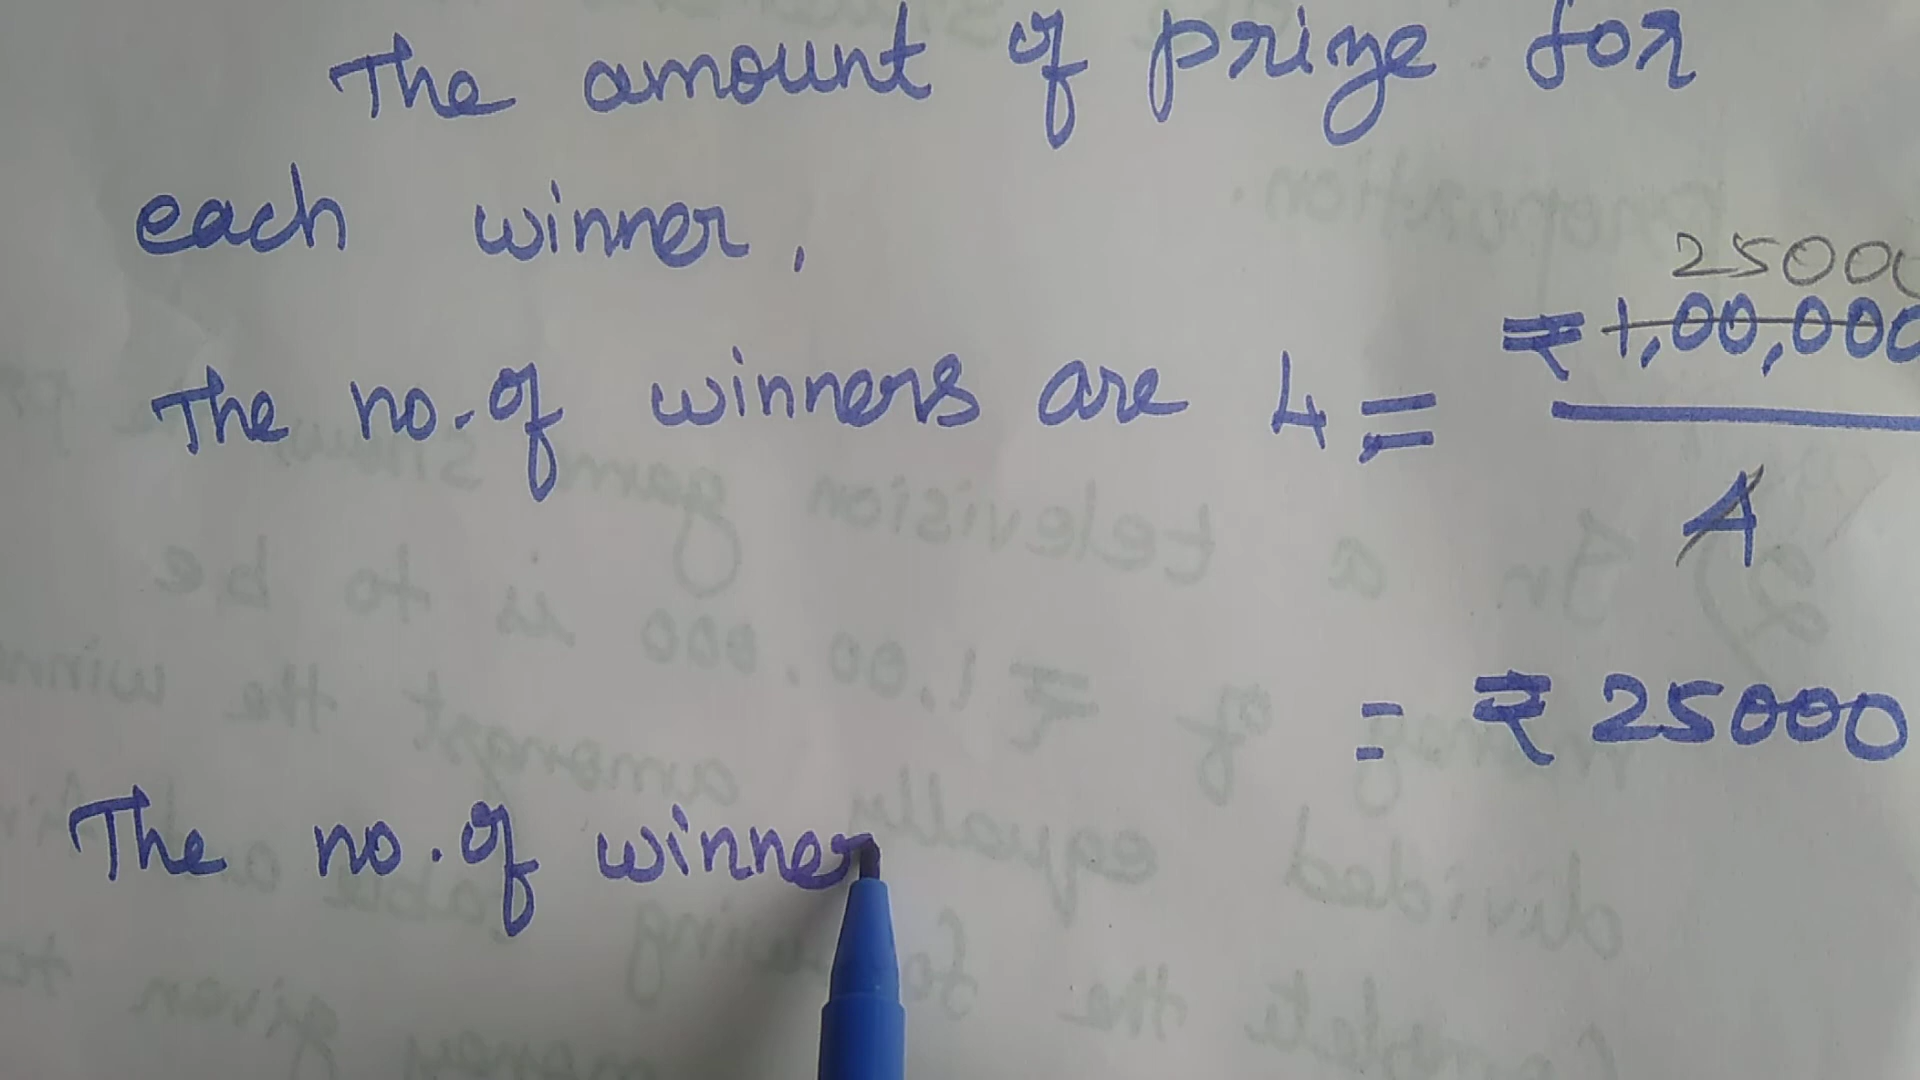 The amount of prize for
each winner,
25000
The no. of winners are 4 = ₹ 1,00,000
4
= ₹ 25000
The no. of winner